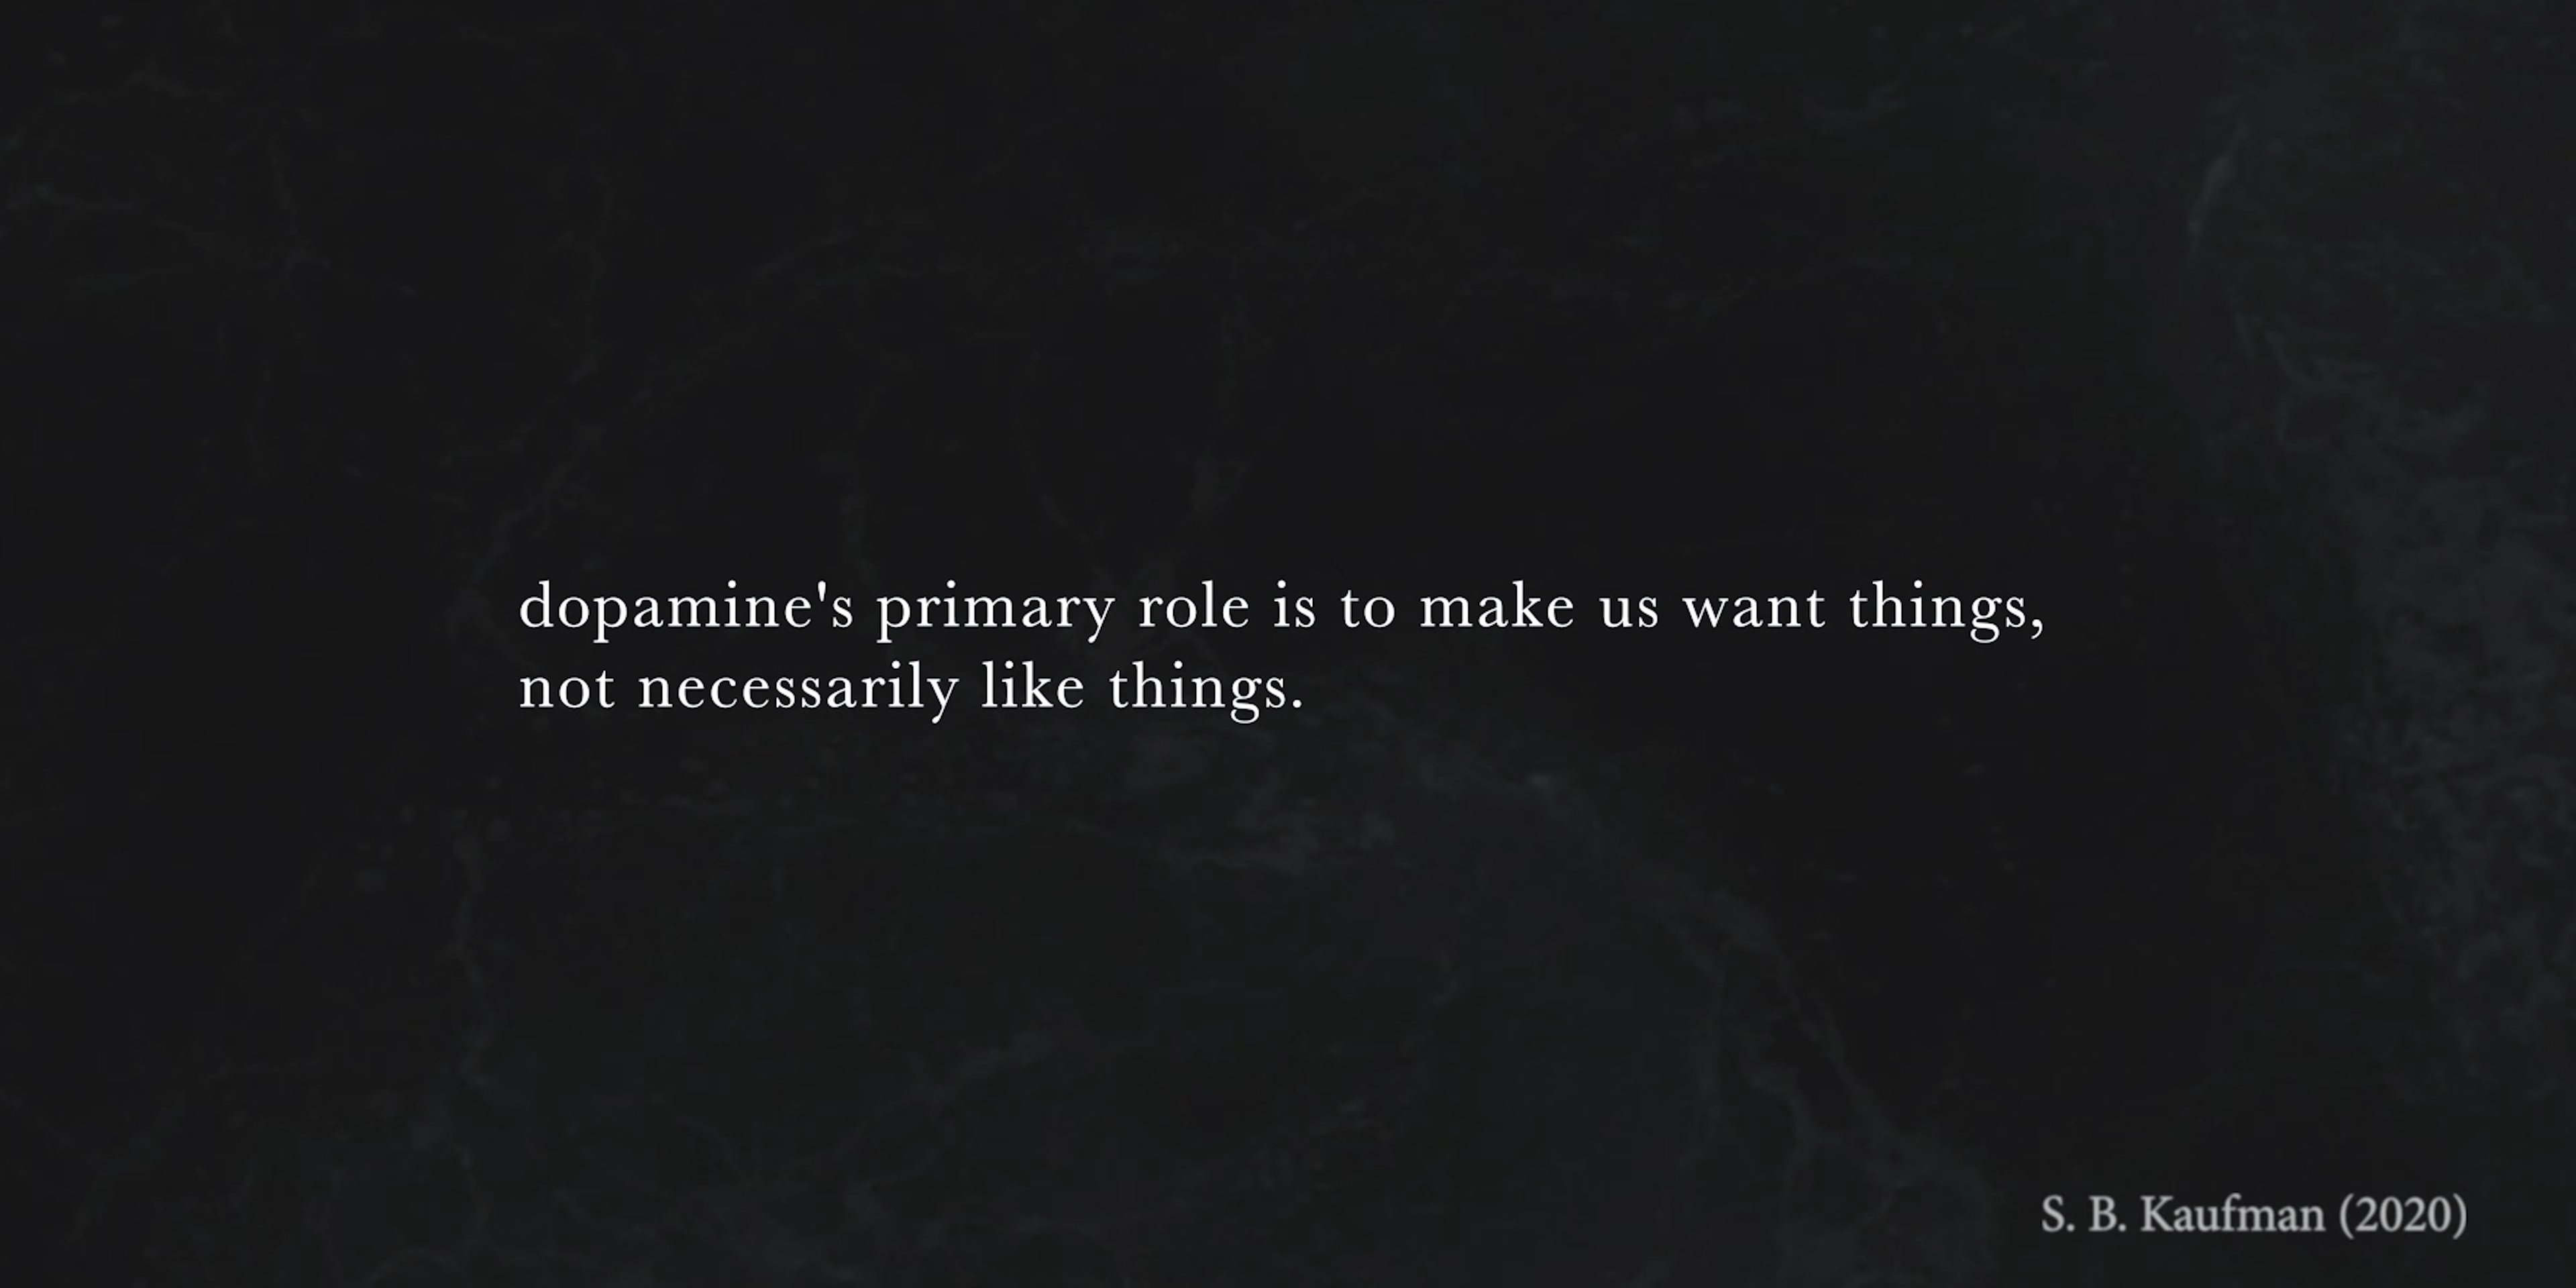 dopamine's primary role is to make us want things,
not necessarily like things.
S. B. Kaufman (2020)